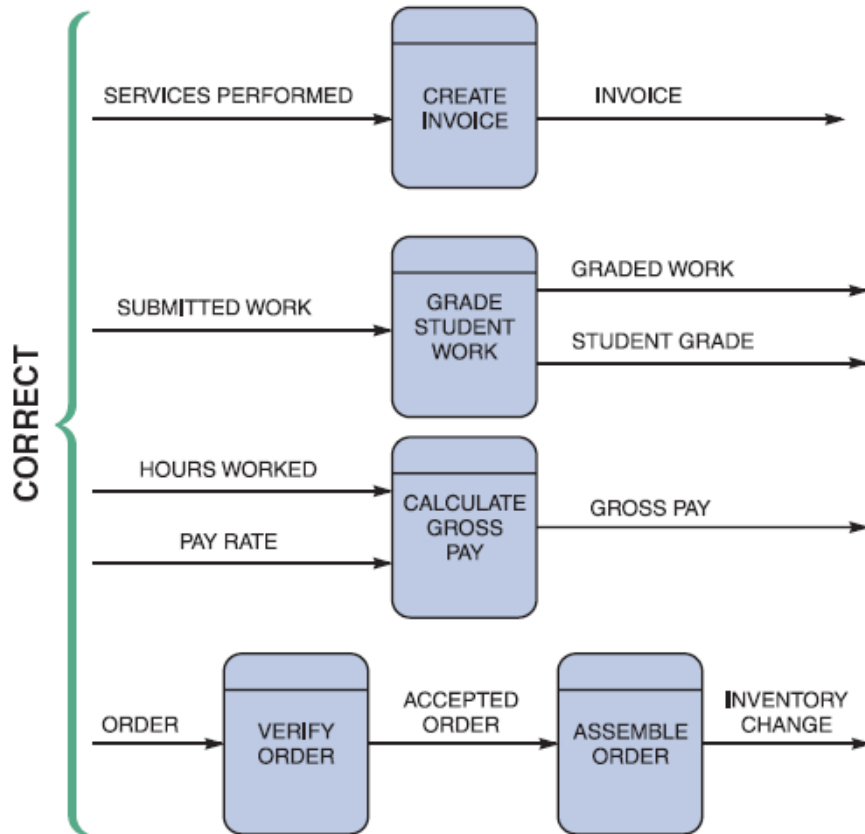 CORRECT
SERVICES PERFORMED
CREATE
INVOICE
INVOICE
SUBMITTED WORK
GRADE
STUDENT
WORK
GRADED WORK
STUDENT GRADE
HOURS WORKED
PAY RATE
CALCULATE
GROSS
PAY
GROSS PAY
ORDER
VERIFY
ORDER
ACCEPTED
ORDER
ASSEMBLE
ORDER
INVENTORY
CHANGE